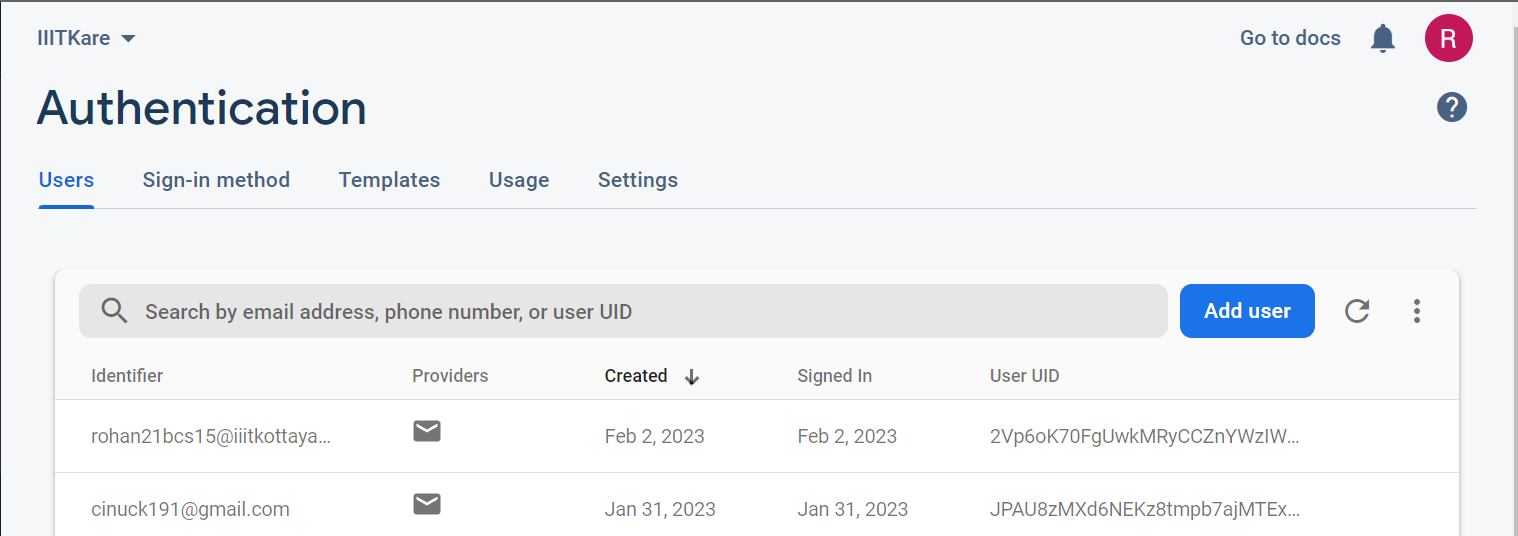 IIITKare Go to docs R
Authentication ?
Users Sign-in method Templates Usage Settings
Search by email address, phone number, or user UID Add user
Identifier Providers Created Signed In User UID
rohan21bcs15@iiitkottaya... Feb 2, 2023 Feb 2, 2023 2Vp6oK70FgUwkMRyCCZnYWzIW...
cinuck191@gmail.com Jan 31, 2023 Jan 31, 2023 JPAU8zMXd6NEKz8tmpb7ajMTEx...